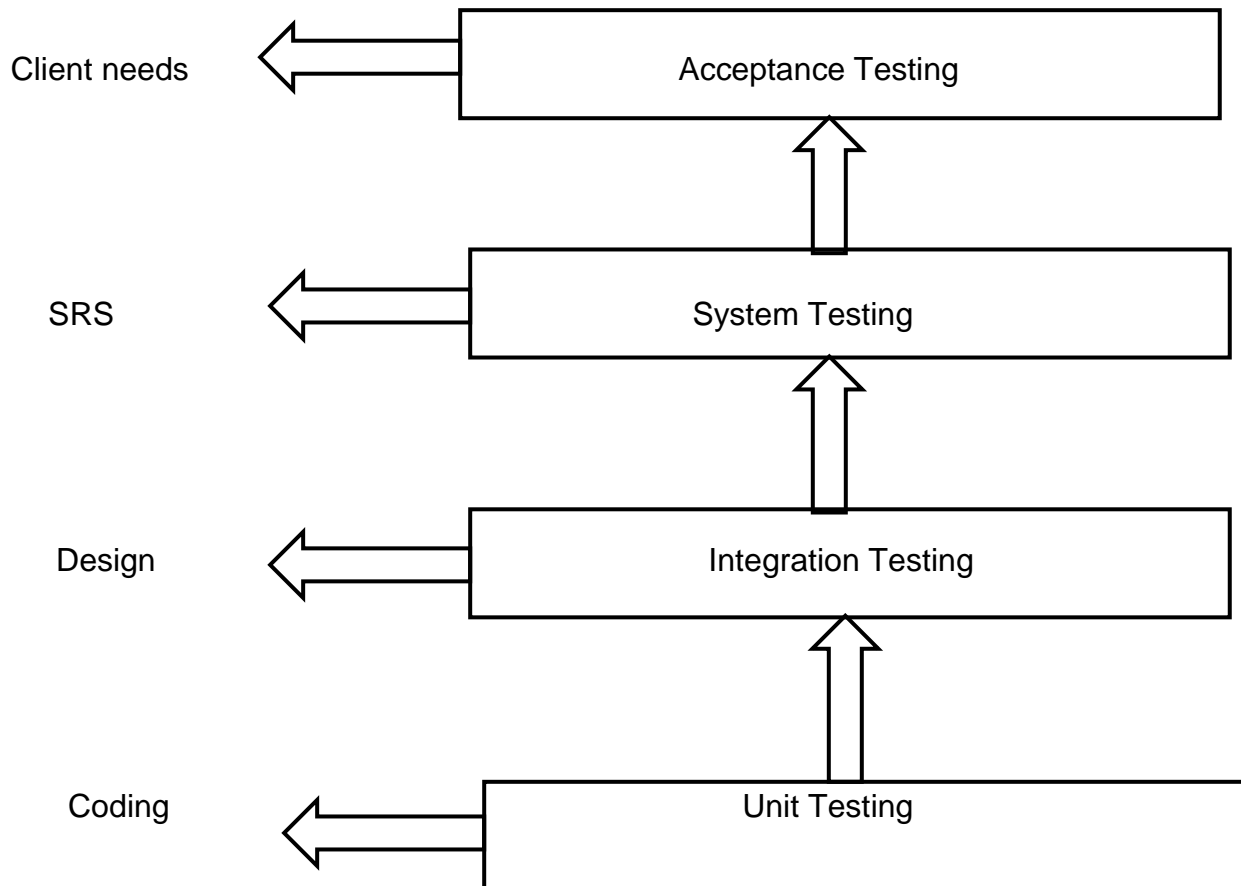 Client needs
Acceptance Testing
SRS
System Testing
Design
Integration Testing
Coding
Unit Testing